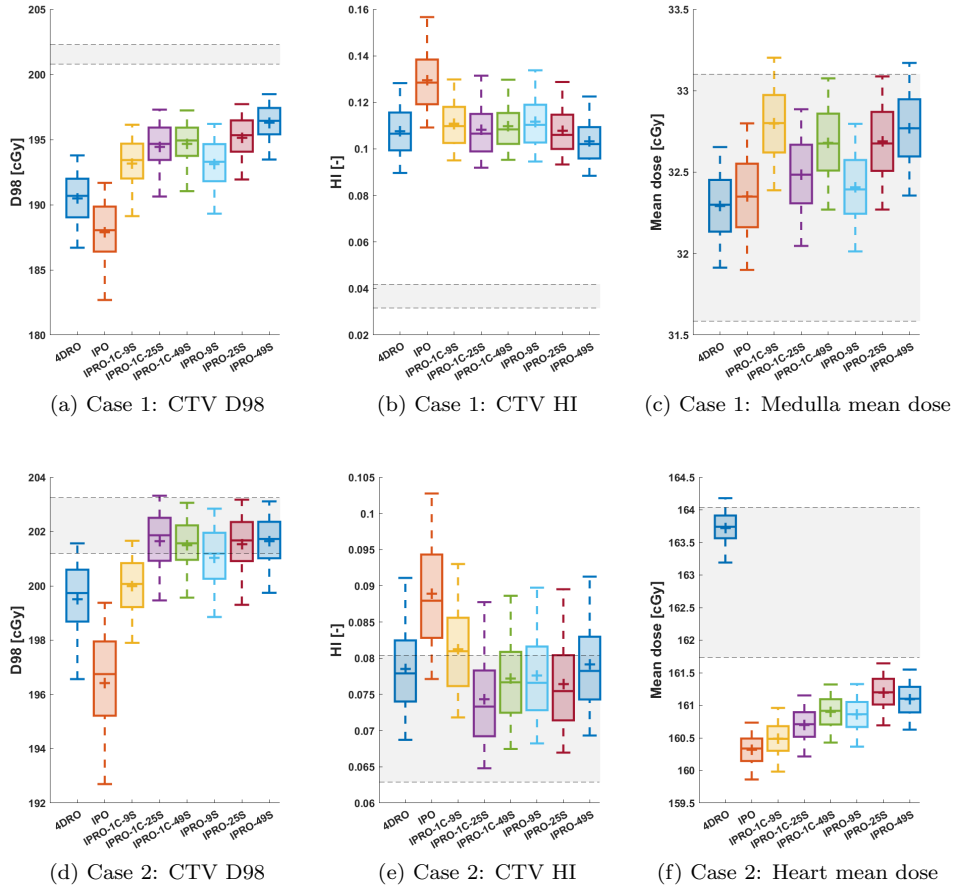 205
200
195
190
185
180
D98 [cGy]
4DRO
IPO
IPRO-1C-9S
IPRO-1C-25S
IPRO-1C-49S
IPRO-9S
IPRO-25S
IPRO-49S
(a) Case 1: CTV D98
0.16
0.14
0.12
0.1
0.08
0.06
0.04
0.02
HI [-]
4DRO
IPO
IPRO-1C-9S
IPRO-1C-25S
IPRO-1C-49S
IPRO-9S
IPRO-25S
IPRO-49S
(b) Case 1: CTV HI
33.5
33
32.5
32
31.5
Mean dose [cGy]
4DRO
IPO
IPRO-1C-9S
IPRO-1C-25S
IPRO-1C-49S
IPRO-9S
IPRO-25S
IPRO-49S
(c) Case 1: Medulla mean dose
204
202
200
198
196
194
192
D98 [cGy]
4DRO
IPO
IPRO-1C-9S
IPRO-1C-25S
IPRO-1C-49S
IPRO-9S
IPRO-25S
IPRO-49S
(d) Case 2: CTV D98
0.105
0.1
0.095
0.09
0.085
0.08
0.075
0.07
0.065
0.06
HI [-]
4DRO
IPO
IPRO-1C-9S
IPRO-1C-25S
IPRO-1C-49S
IPRO-9S
IPRO-25S
IPRO-49S
(e) Case 2: CTV HI
164.5
164
163.5
163
162.5
162
161.5
161
160.5
160
159.5
Mean dose [cGy]
4DRO
IPO
IPRO-1C-9S
IPRO-1C-25S
IPRO-1C-49S
IPRO-9S
IPRO-25S
IPRO-49S
(f) Case 2: Heart mean dose